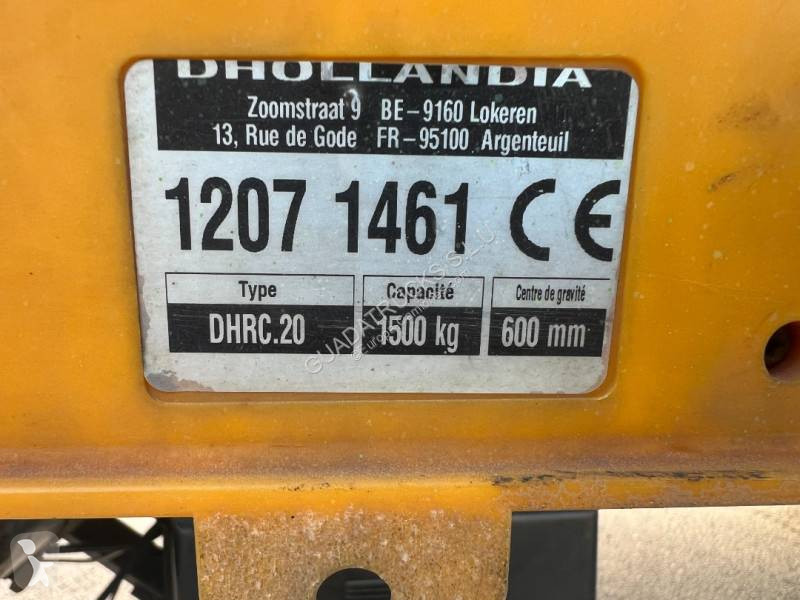 DHOLLANDIA
Zoomstraat 9 BE-9160 Lokeren
13, Rue de Gode FR-95100 Argenteuil
1207 1461 CE
Type Capacité Centre de gravité
DHRC.20 1500 kg 600 mm
GUADATRUCKS S.L.U.